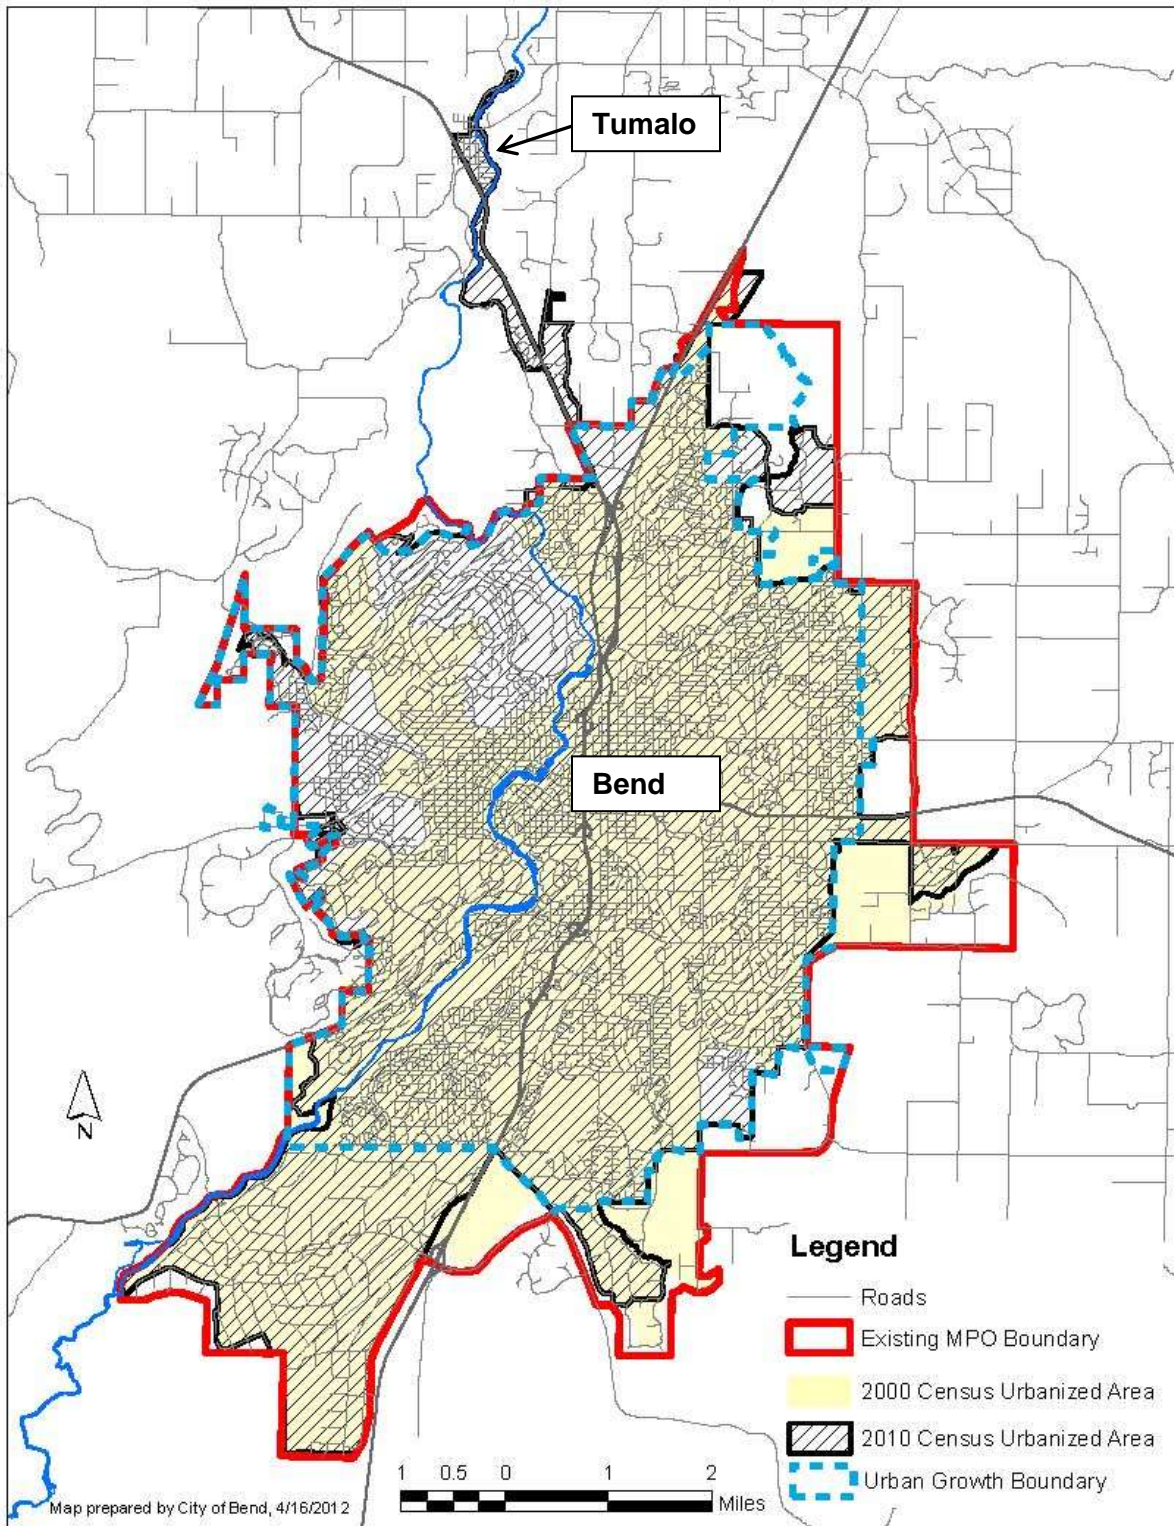 Tumalo
Bend
N
Legend
Roads
Existing MPO Boundary
2000 Census Urbanized Area
2010 Census Urbanized Area
Urban Growth Boundary
1 0.5 0 1 2
Miles
Map prepared by City of Bend, 4/16/2012